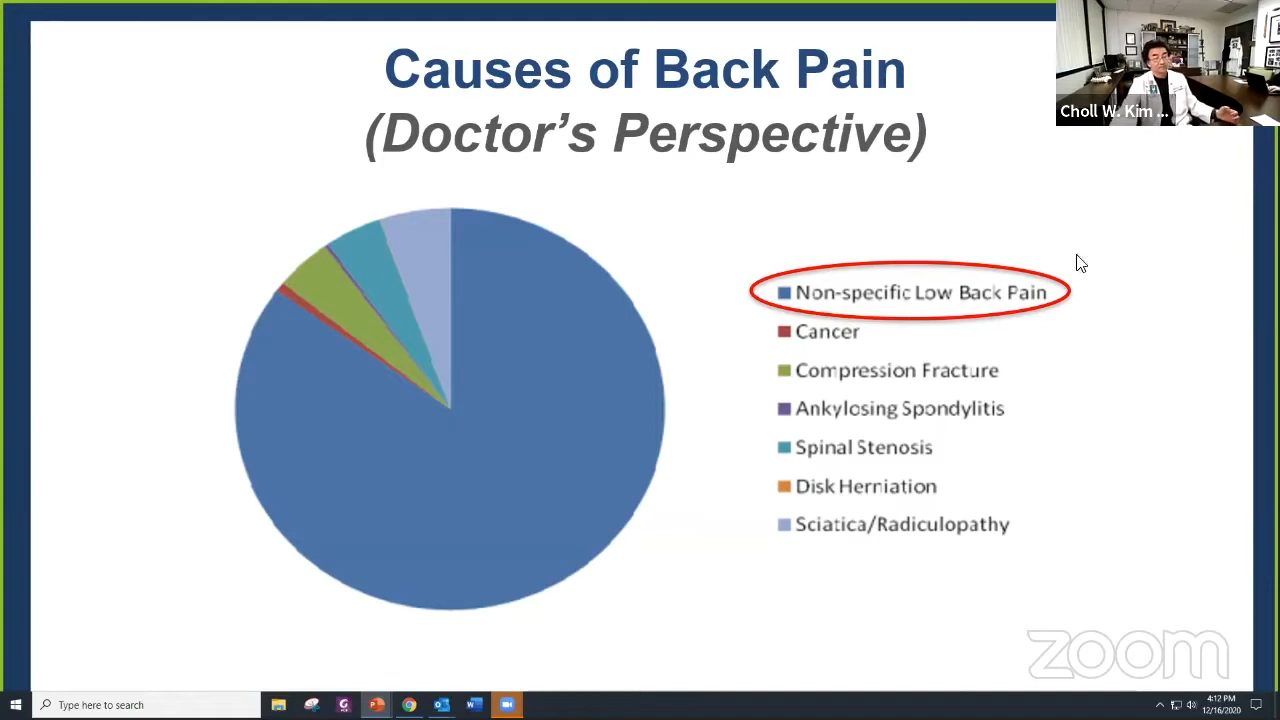 Causes of Back Pain
(Doctor's Perspective)
Choll W. Kim ...
Non-specific Low Back Pain
Cancer
Compression Fracture
Ankylosing Spondylitis
Spinal Stenosis
Disk Herniation
Sciatica/Radiculopathy
zoom
Type here to search
4:12 PM
12/16/2020